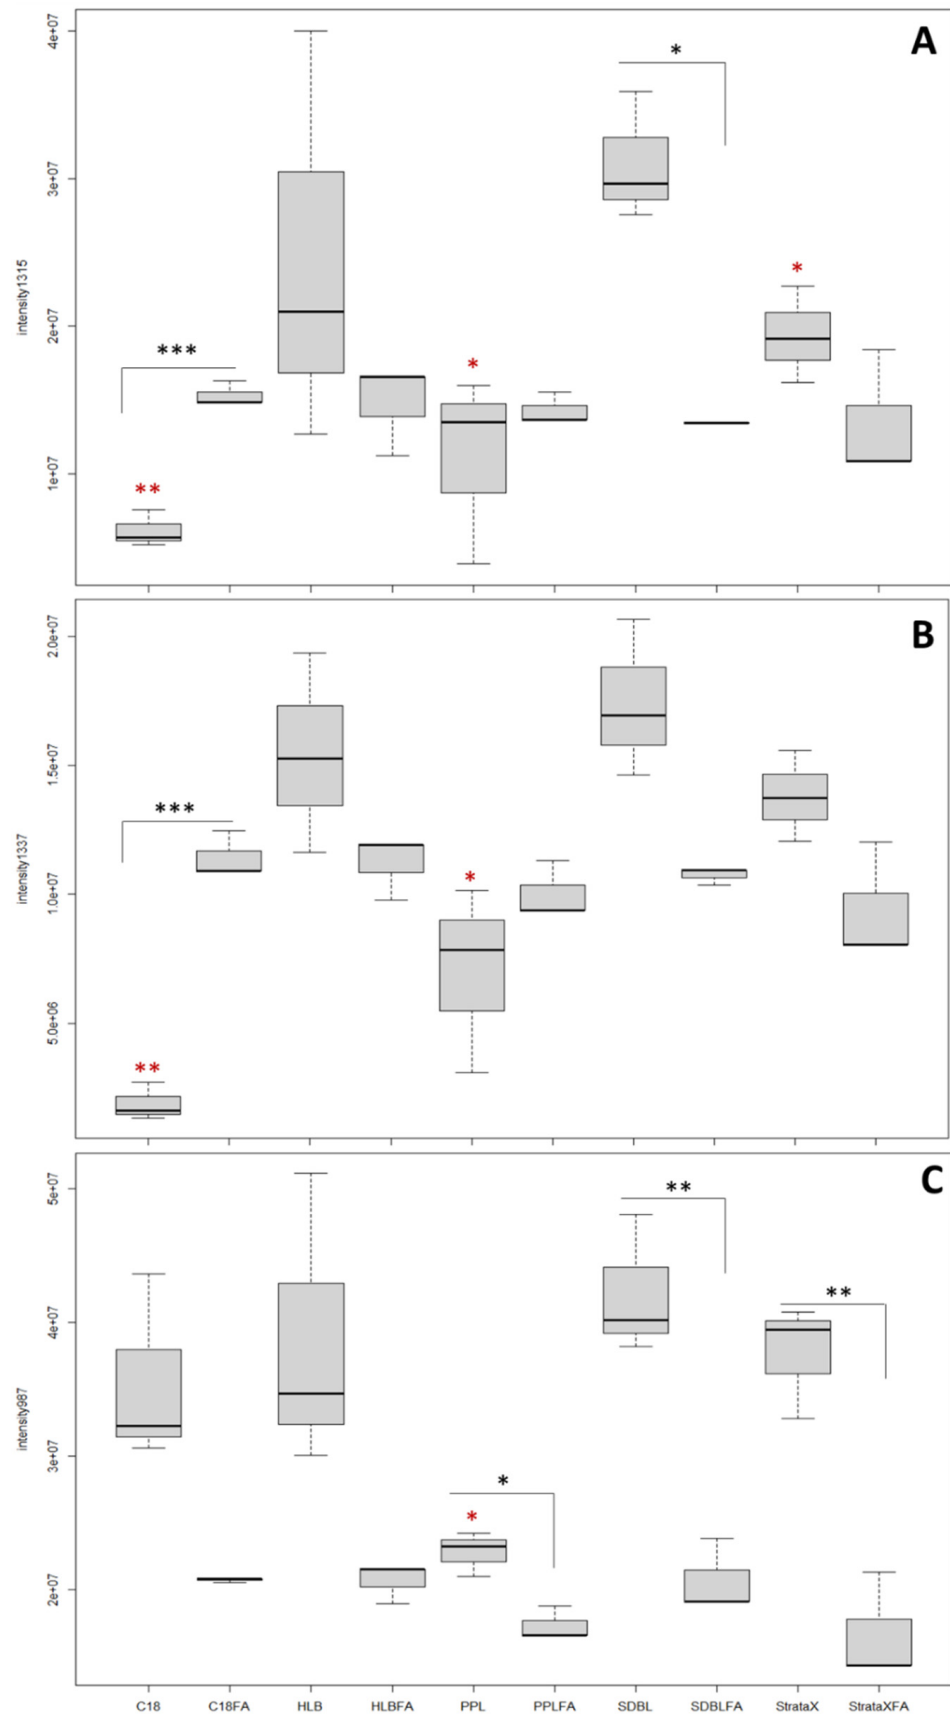 A
intensity1315
4e+07
3e+07
2e+07
1e+07
*
*
*
***
**
B
intensity1337
2.0e+07
1.5e+07
1.0e+07
5.0e+06
***
*
**
C
intensity987
5e+07
4e+07
3e+07
2e+07
**
**
*
*
C18 C18FA HLB HLBFA PPL PPLFA SDBL SDBLFA StrataX StrataXFA